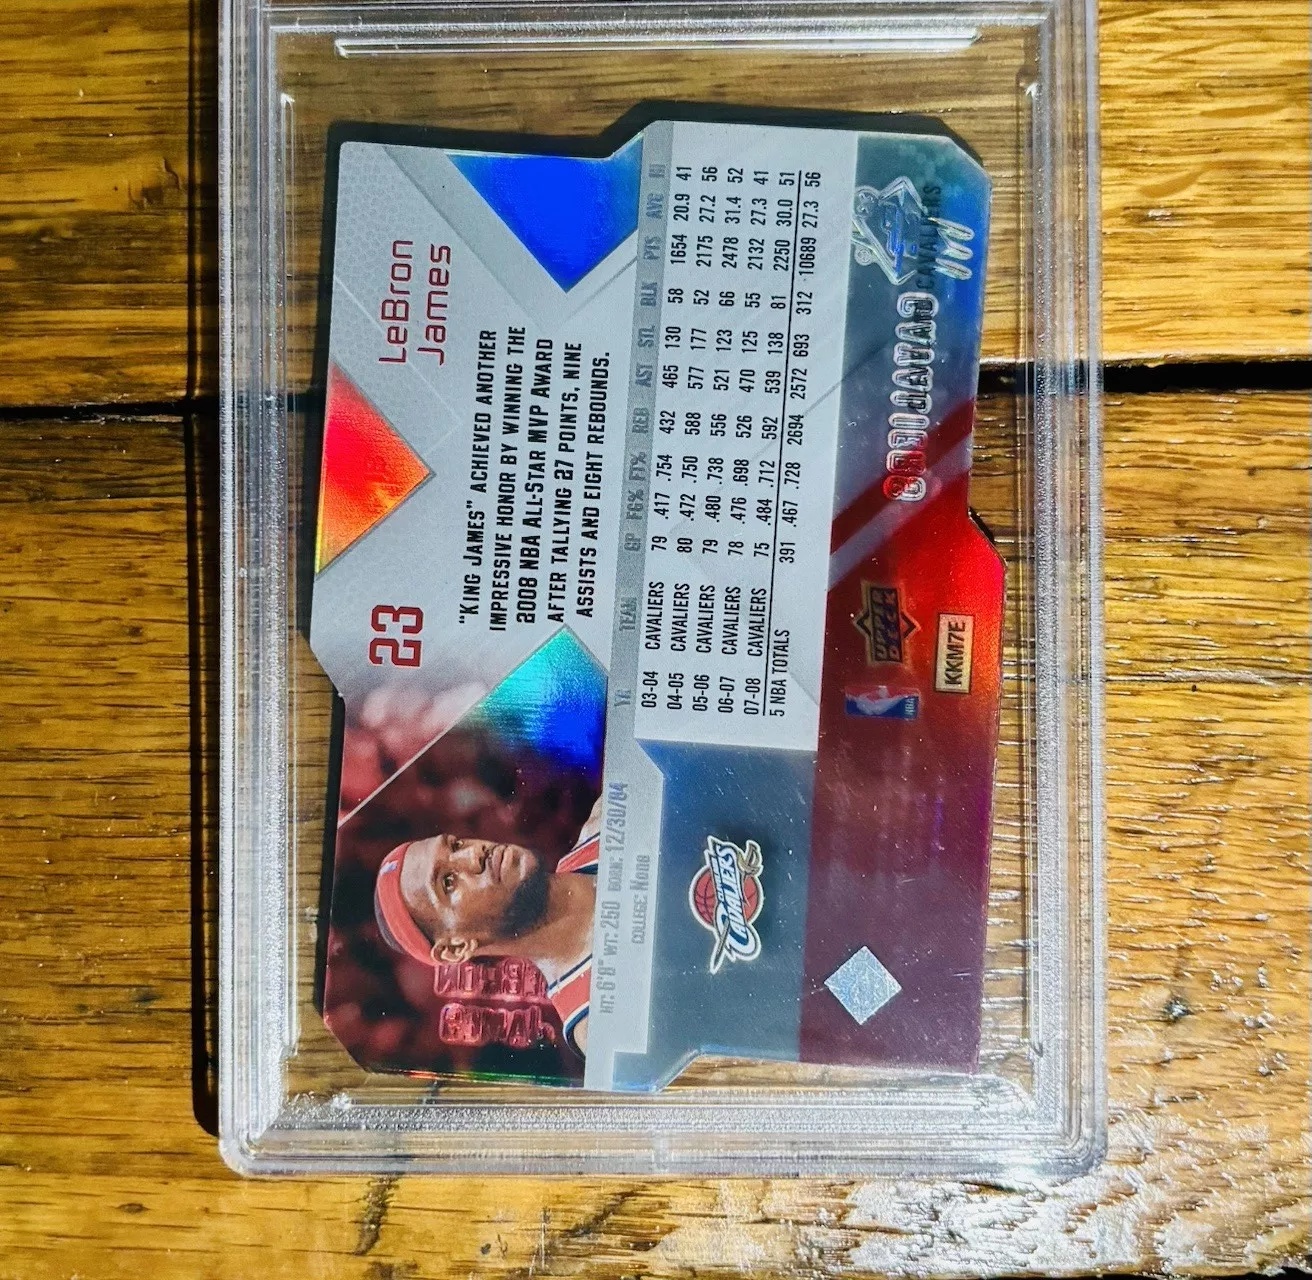 23
LeBron
James
"KING JAMES" ACHIEVED ANOTHER
IMPRESSIVE HONOR BY WINNING THE
2008 NBA ALL-STAR MVP AWARD
AFTER TALLYING 27 POINTS, NINE
ASSISTS AND EIGHT REBOUNDS.
HT: 6'8" WT: 250 BORN: 12/30/84
COLLEGE: None
YR. TEAM GP FG% FT% REB AST STL BLK PTS AVG HI
03-04 CAVALIERS 79 .417 .754 432 465 130 58 1654 20.9 41
04-05 CAVALIERS 80 .472 .750 588 577 177 52 2175 27.2 56
05-06 CAVALIERS 79 .480 .738 556 521 123 66 2478 31.4 52
06-07 CAVALIERS 78 .476 .698 526 470 125 55 2132 27.3 41
07-08 CAVALIERS 75 .484 .712 592 539 138 81 2250 30.0 51
5 NBA TOTALS 391 .467 .728 2694 2572 693 312 10689 27.3 56
CAVALIERS
CAVALIERS
NBA
UPPER
DECK
KKM7E